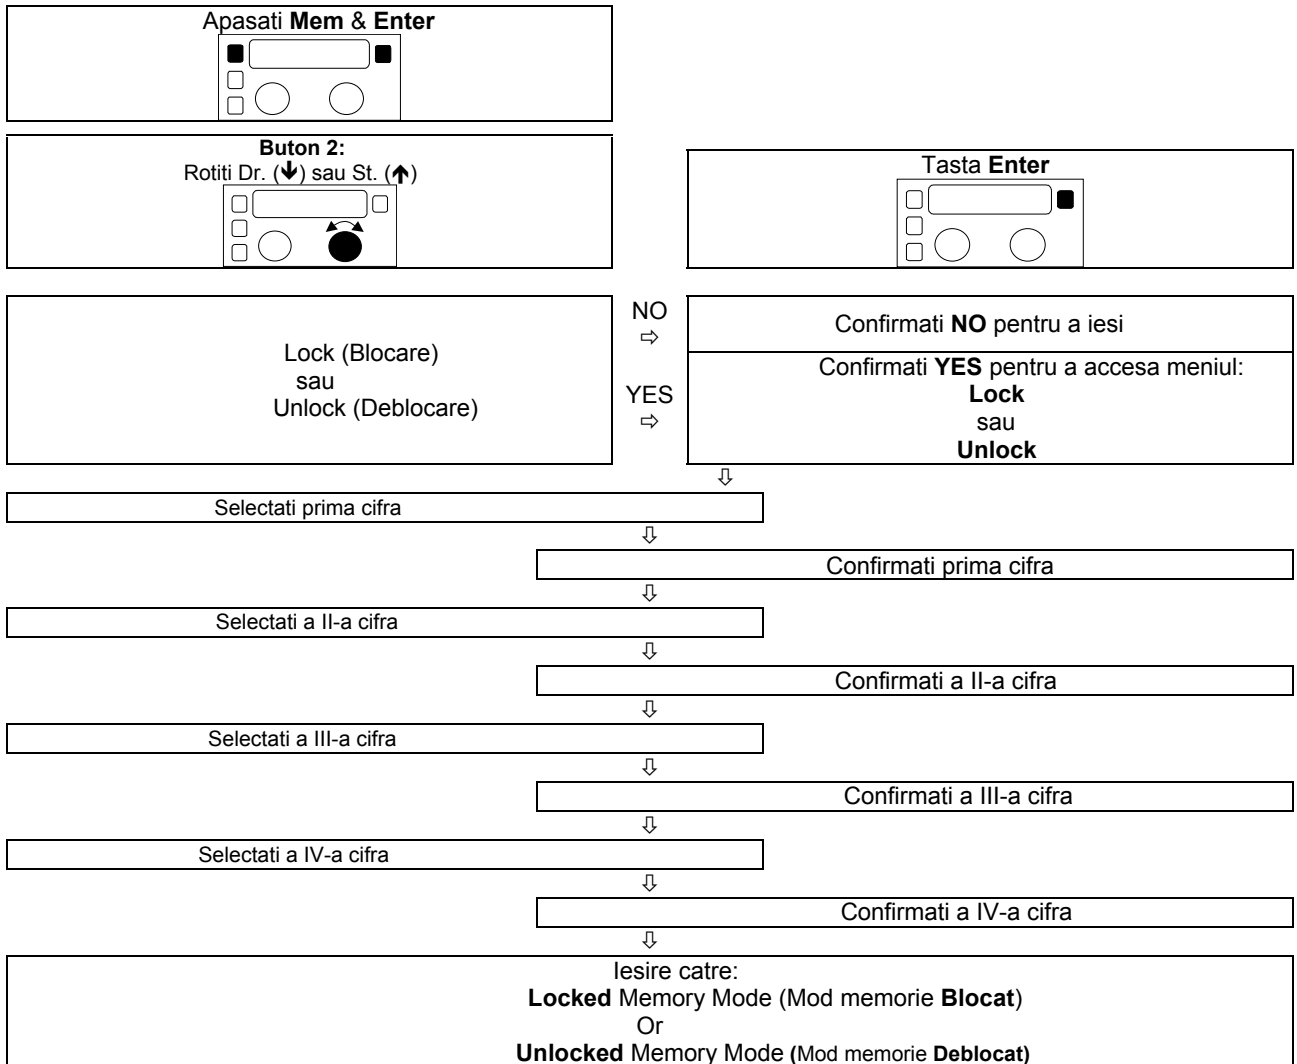 Apasati Mem & Enter
Buton 2:
Rotiti Dr. (🡻) sau St. (🡹)
Tasta Enter
Lock (Blocare)
sau
Unlock (Deblocare)
NO
⇨
YES
⇨
Confirmati NO pentru a iesi
Confirmati YES pentru a accesa meniul:
Lock
sau
Unlock
⇩
Selectati prima cifra
⇩
Confirmati prima cifra
⇩
Selectati a II-a cifra
⇩
Confirmati a II-a cifra
⇩
Selectati a III-a cifra
⇩
Confirmati a III-a cifra
⇩
Selectati a IV-a cifra
⇩
Confirmati a IV-a cifra
⇩
Iesire catre:
Locked Memory Mode (Mod memorie Blocat)
Or
Unlocked Memory Mode (Mod memorie Deblocat)